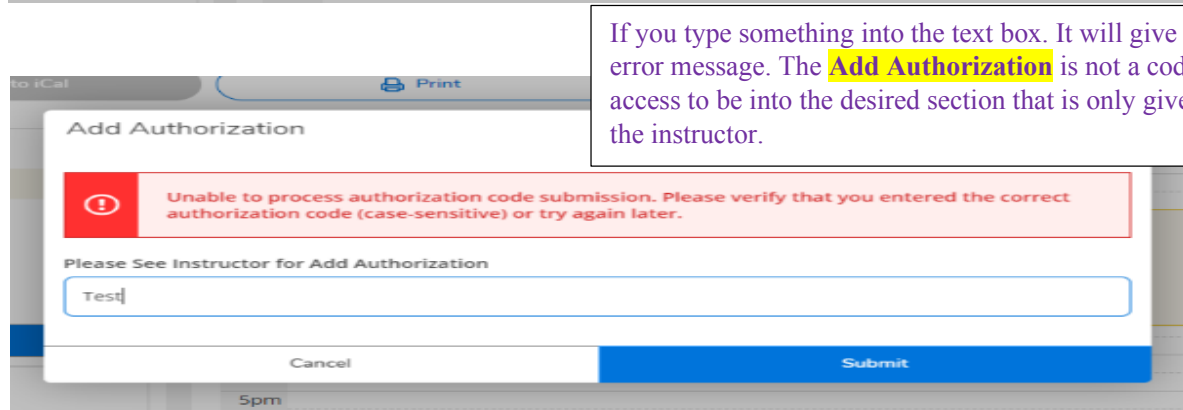 to iCal
Print
If you type something into the text box. It will give
error message. The Add Authorization is not a cod
access to be into the desired section that is only give
the instructor.
Add Authorization
Unable to process authorization code submission. Please verify that you entered the correct
authorization code (case-sensitive) or try again later.
Please See Instructor for Add Authorization
Test
Cancel
Submit
5pm